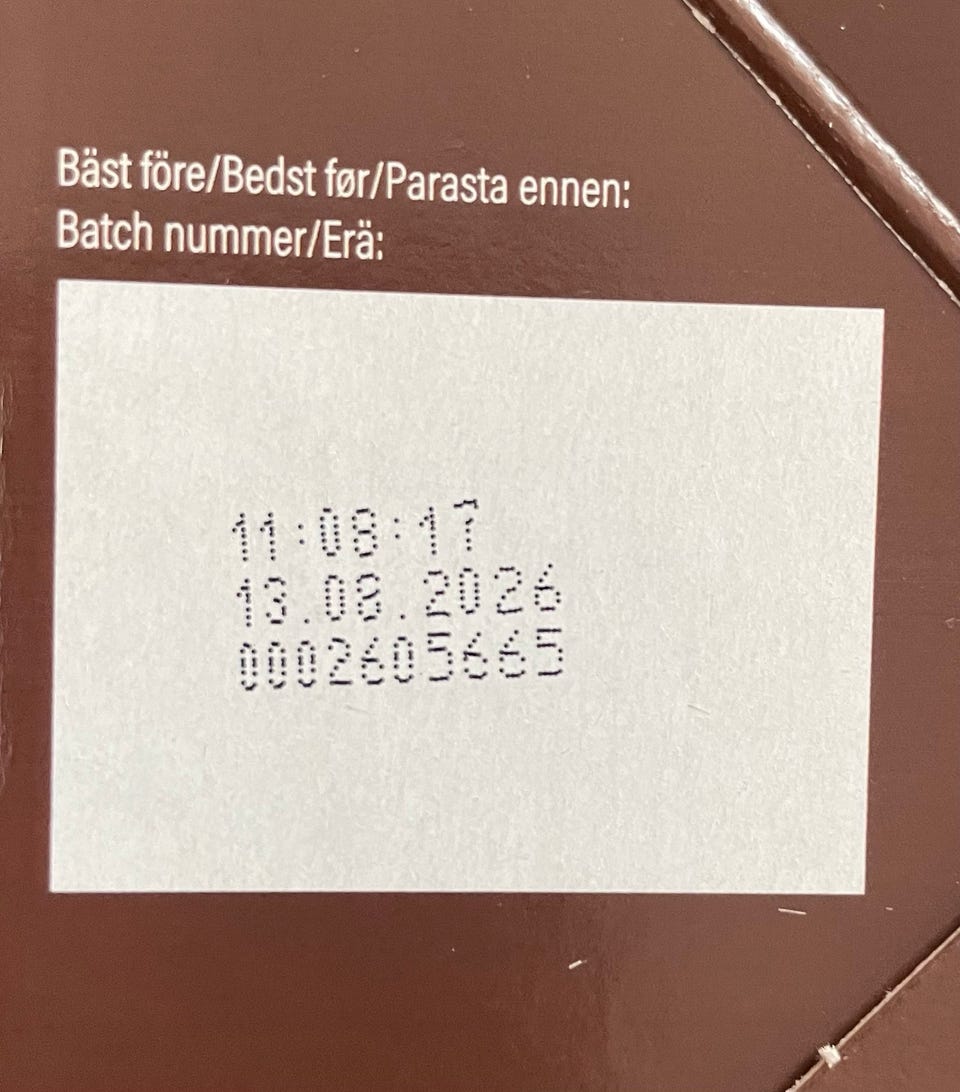 Bäst före/Bedst før/Parasta ennen:
Batch nummer/Erä:
11:08:17
13.08.2026
0002605665